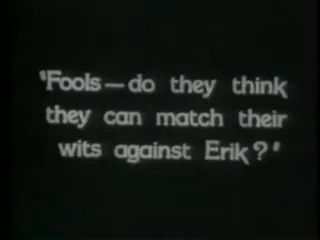 "Fools — do they think
they can match their
wits against Erik?"